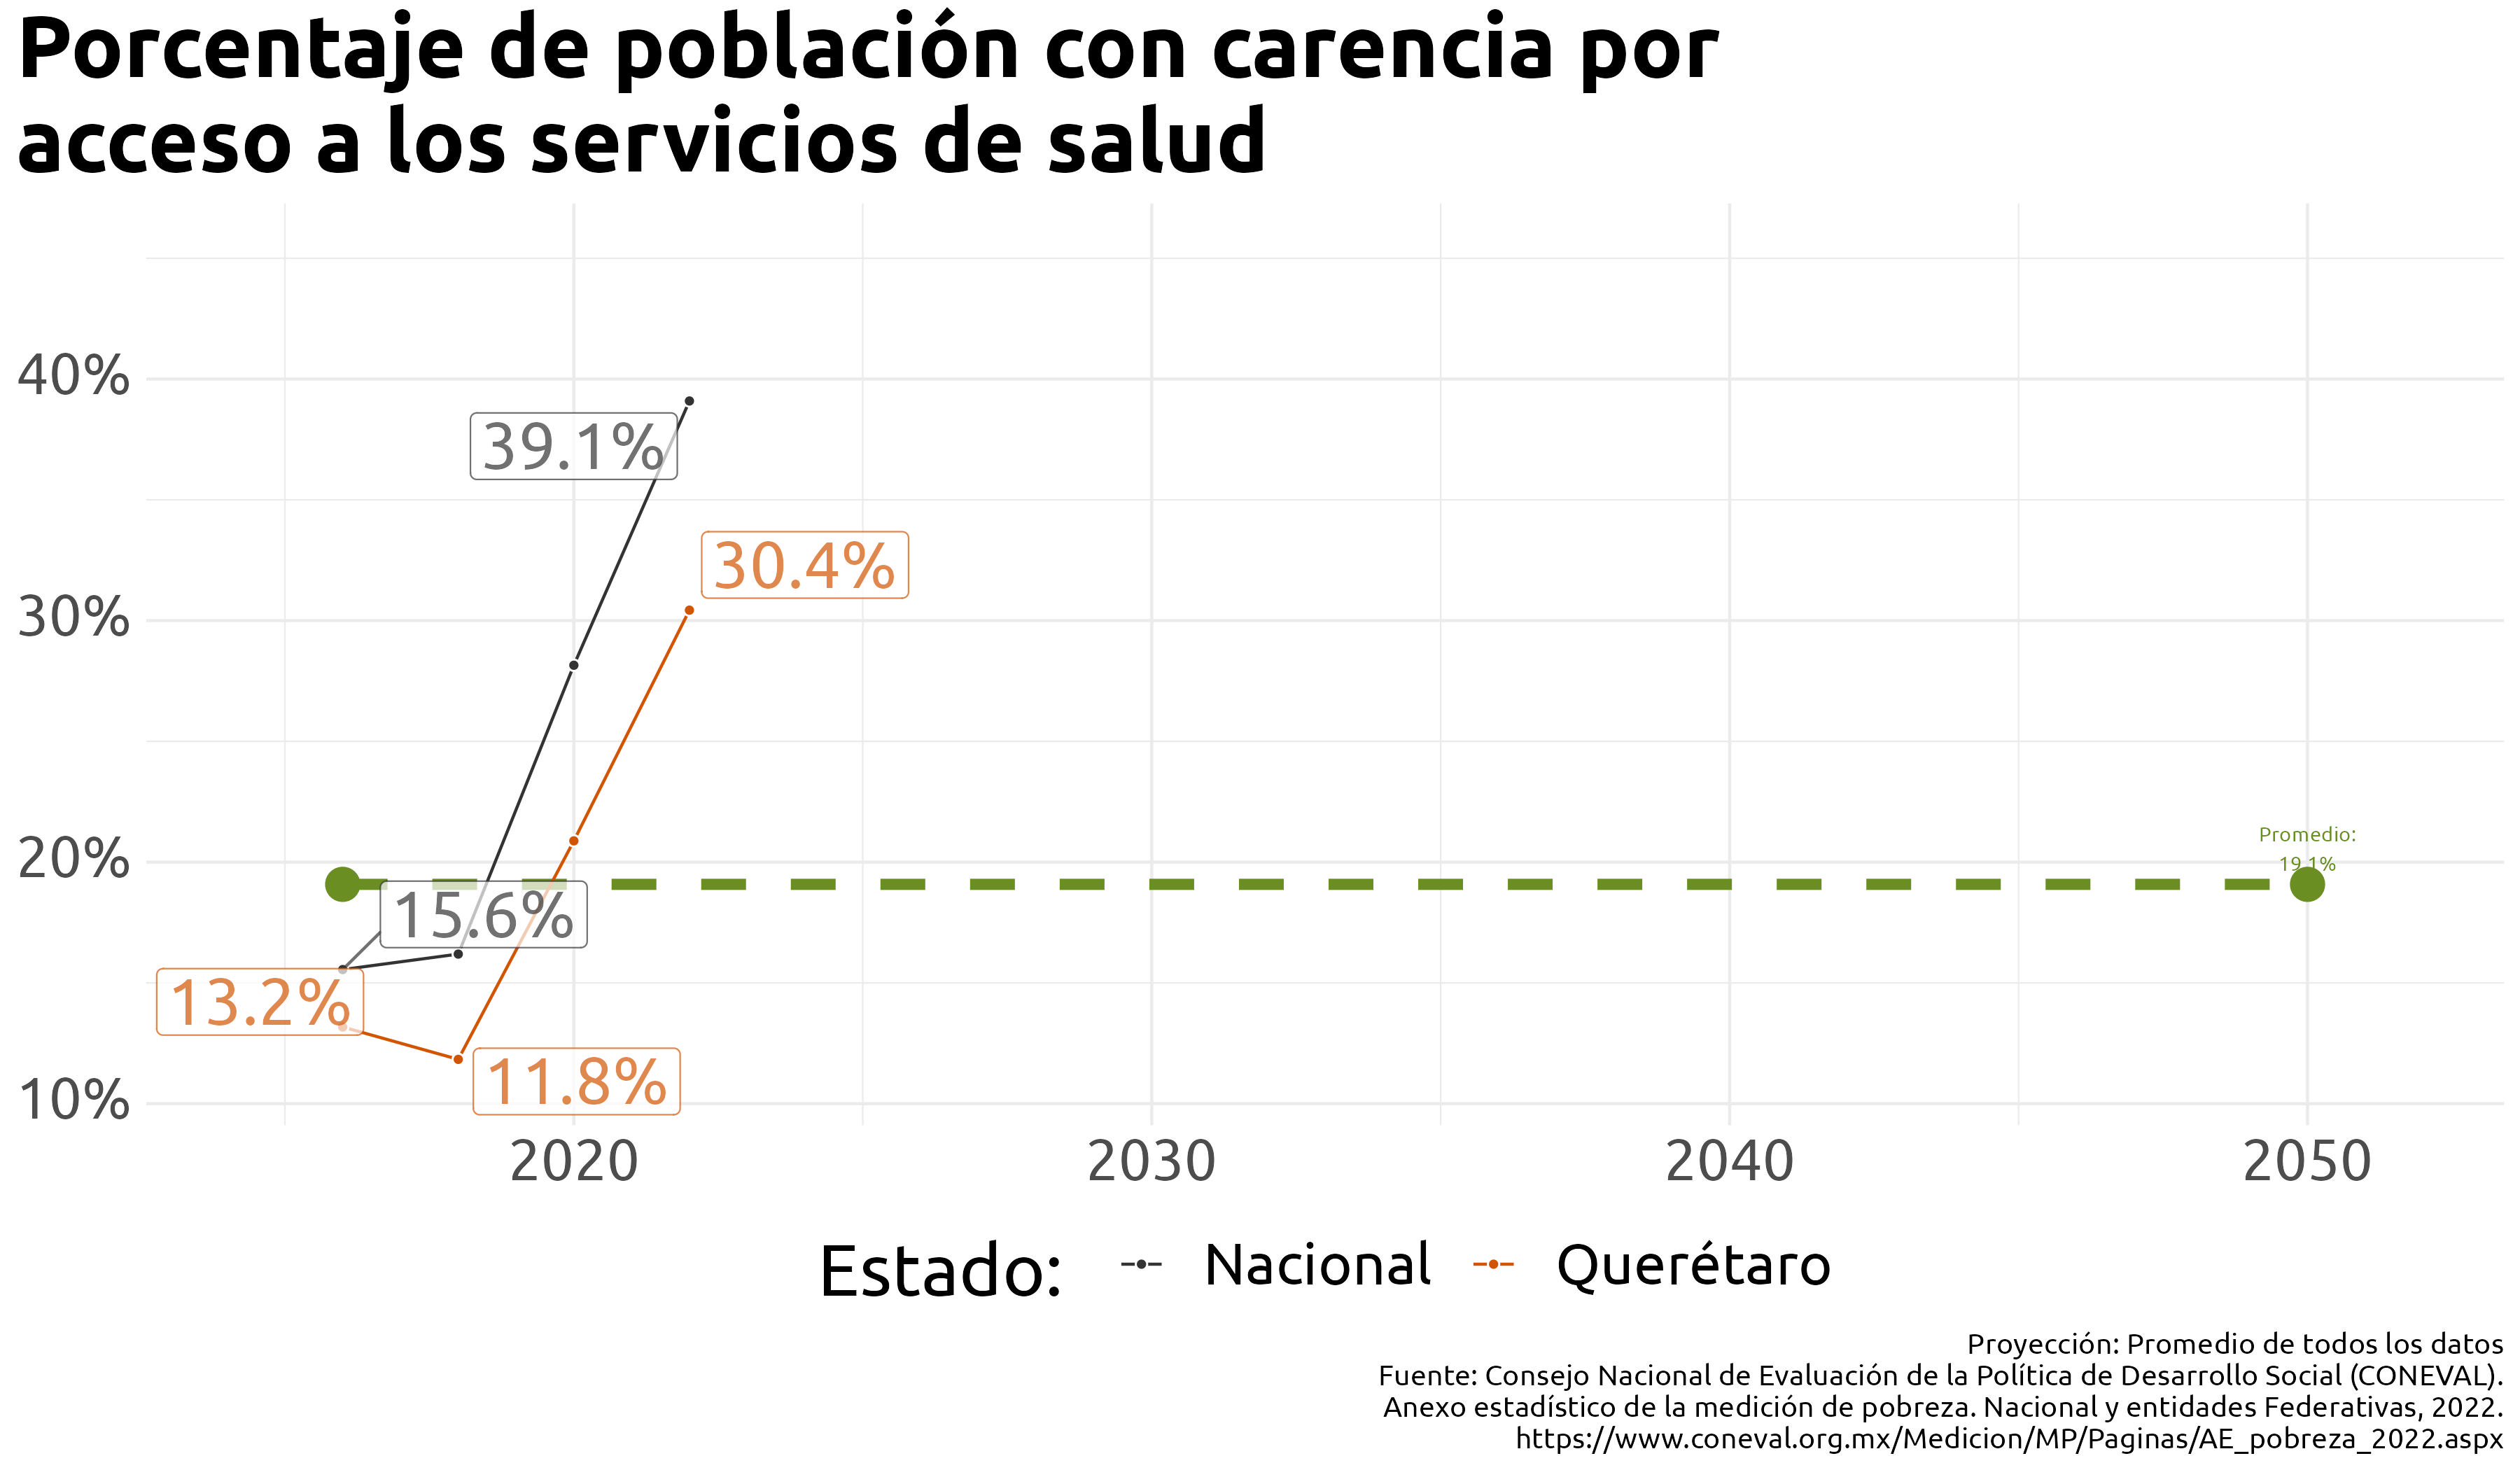 Porcentaje de población con carencia por
acceso a los servicios de salud
40%
30%
20%
10%
39.1%
30.4%
15.6%
13.2%
11.8%
Promedio:
19.1%
2020
2030
2040
2050
Estado:
Nacional
Querétaro
Proyección: Promedio de todos los datos
Fuente: Consejo Nacional de Evaluación de la Política de Desarrollo Social (CONEVAL).
Anexo estadístico de la medición de pobreza. Nacional y entidades Federativas, 2022.
https://www.coneval.org.mx/Medicion/MP/Paginas/AE_pobreza_2022.aspx